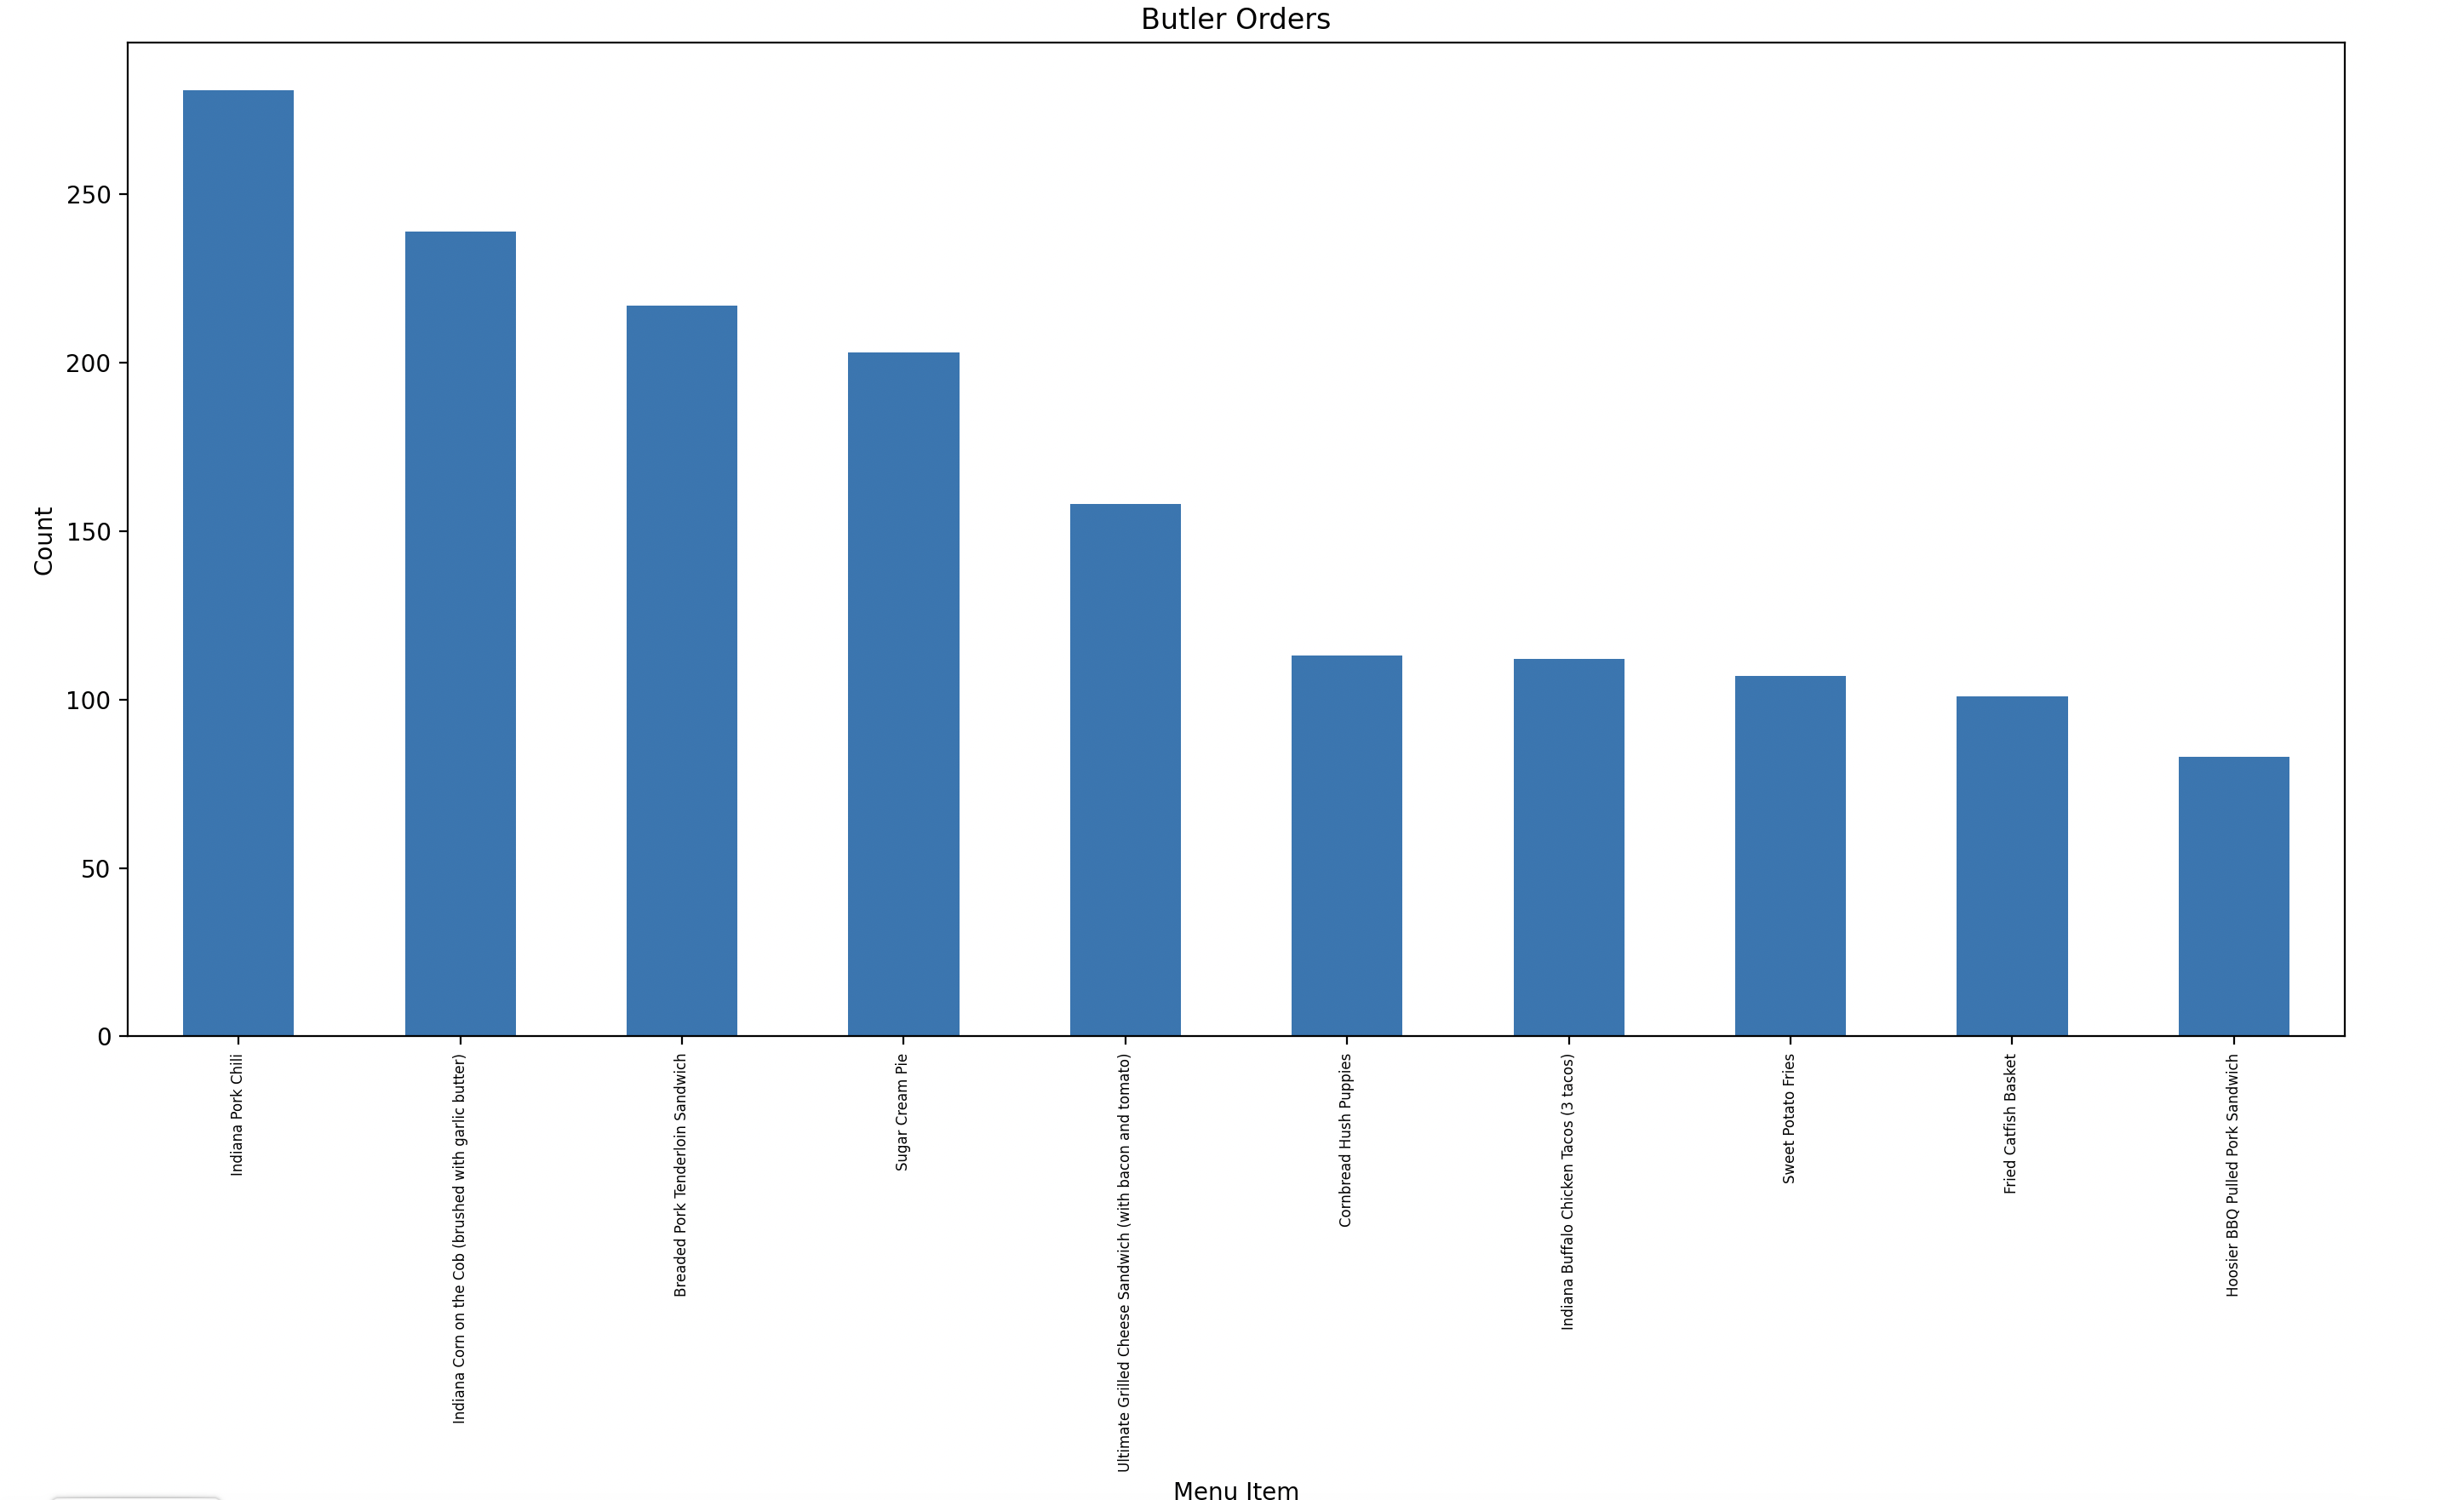 Butler Orders
Count
250
200
150
100
50
0
Indiana Pork Chili
Indiana Corn on the Cob (brushed with garlic butter)
Breaded Pork Tenderloin Sandwich
Sugar Cream Pie
Ultimate Grilled Cheese Sandwich (with bacon and tomato)
Cornbread Hush Puppies
Indiana Buffalo Chicken Tacos (3 tacos)
Sweet Potato Fries
Fried Catfish Basket
Hoosier BBQ Pulled Pork Sandwich
Menu Item